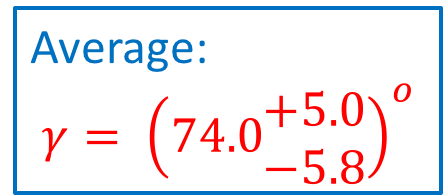 Average:
γ = (74.0 +5.0 −5.8)^o